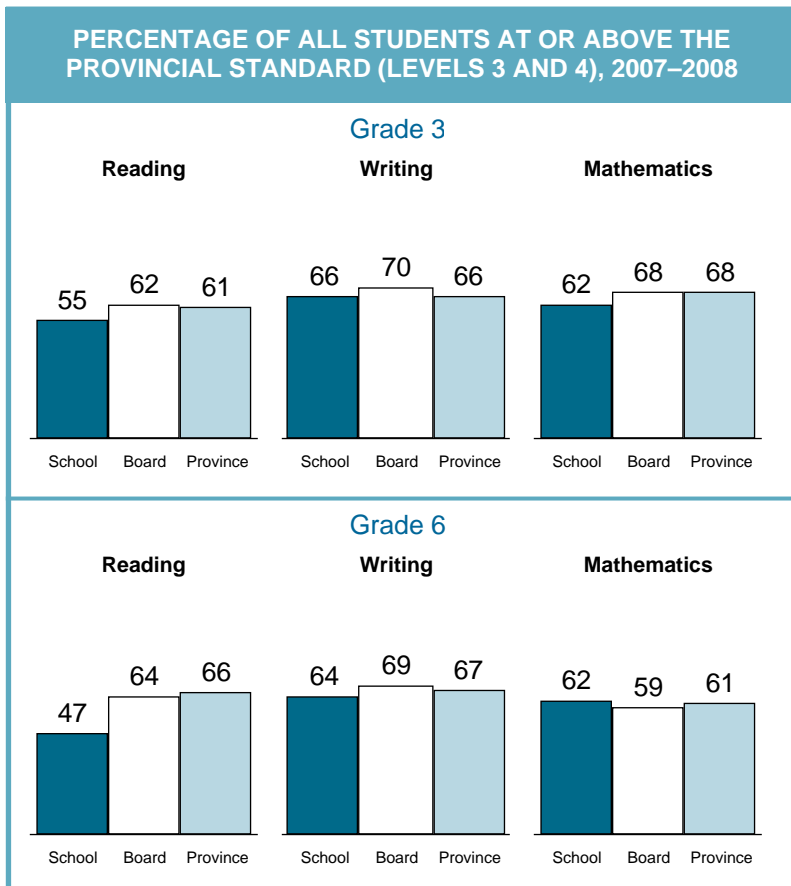 PERCENTAGE OF ALL STUDENTS AT OR ABOVE THE
PROVINCIAL STANDARD (LEVELS 3 AND 4), 2007–2008
Grade 3
Reading Writing Mathematics
55 62 61 66 70 66 62 68 68
School Board Province School Board Province School Board Province
Grade 6
Reading Writing Mathematics
47 64 66 64 69 67 62 59 61
School Board Province School Board Province School Board Province